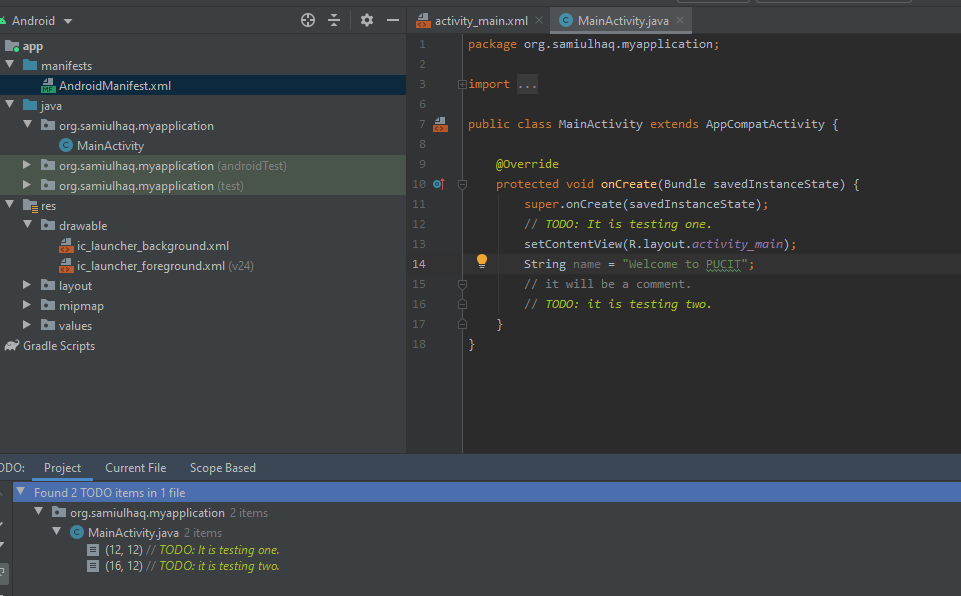 Android
app
manifests
AndroidManifest.xml
java
org.samiulhaq.myapplication
MainActivity
org.samiulhaq.myapplication (androidTest)
org.samiulhaq.myapplication (test)
res
drawable
ic_launcher_background.xml
ic_launcher_foreground.xml (v24)
layout
mipmap
values
Gradle Scripts
activity_main.xml
MainActivity.java
1 package org.samiulhaq.myapplication;
2
3 import ...
6
7 public class MainActivity extends AppCompatActivity {
8
9 @Override
10 protected void onCreate(Bundle savedInstanceState) {
11 super.onCreate(savedInstanceState);
12 // TODO: It is testing one.
13 setContentView(R.layout.activity_main);
14 String name = "Welcome to PUCIT";
15 // it will be a comment.
16 // TODO: it is testing two.
17 }
18 }
ODO: Project Current File Scope Based
Found 2 TODO items in 1 file
org.samiulhaq.myapplication 2 items
MainActivity.java 2 items
(12, 12) // TODO: It is testing one.
(16, 12) // TODO: it is testing two.